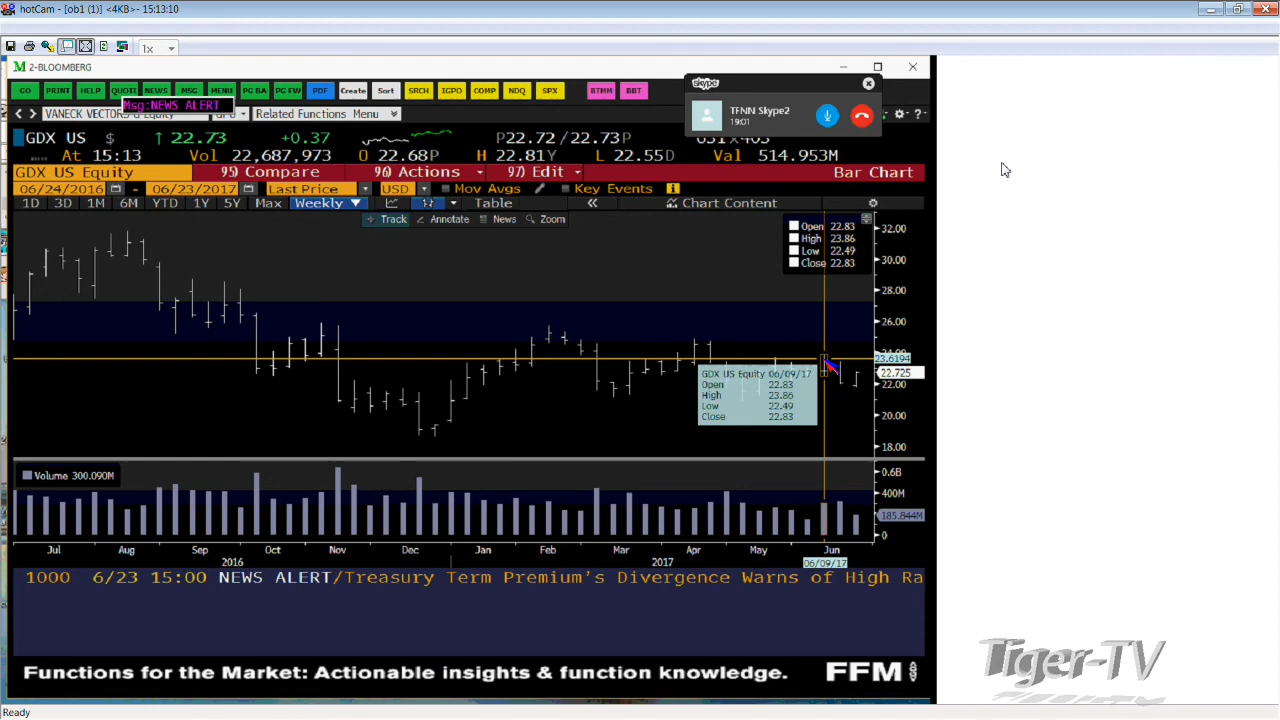 hotCam - [ob1 (1)] <4KB> - 15:13:10
1x
2-BLOOMBERG
GO PRINT HELP QUOTE NEWS MSG MENU PG BA PG FW PDF Create Sort SRCH IGPO COMP NDQ SPX BTMM BBT
Msg:NEWS ALERT
skype
TFNN Skype2
19:01
VANECK VECTORS G Equity
Related Functions Menu
GDX US $ ↑ 22.73 +0.37 P22.72 / 22.73P
At 15:13 Vol 22,687,973 O 22.68P H 22.81Y L 22.55D Val 514.953M
GDX US Equity 95) Compare 96) Actions 97) Edit Bar Chart
06/24/2016 - 06/23/2017 Last Price USD Mov Avgs Key Events
1D 3D 1M 6M YTD 1Y 5Y Max Weekly ▼ Table « Chart Content
Track Annotate News Zoom
Open 22.83
High 23.86
Low 22.49
Close 22.83
32.00
30.00
28.00
26.00
24.00
23.6194
22.725
22.00
20.00
18.00
GDX US Equity 06/09/17
Open 22.83
High 23.86
Low 22.49
Close 22.83
Volume 300.090M
0.6B
400M
185.844M
0
Jul Aug Sep Oct Nov Dec Jan Feb Mar Apr May Jun
2016 2017 06/09/17
1000 6/23 15:00 NEWS ALERT/Treasury Term Premium's Divergence Warns of High Ra
Functions for the Market: Actionable insights & function knowledge. FFM
Tiger-TV
Ready